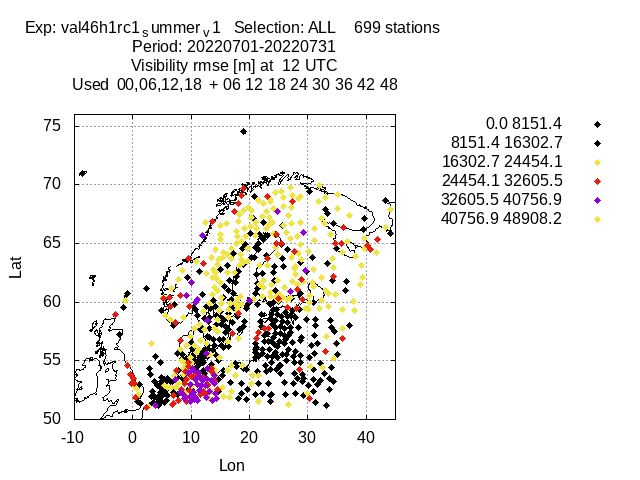 Exp: val46h1rc1ₛummerᵥ1 Selection: ALL 699 stations
Period: 20220701-20220731
Visibility rmse [m] at 12 UTC
Used 00,06,12,18 + 06 12 18 24 30 36 42 48
0.0 8151.4
8151.4 16302.7
16302.7 24454.1
24454.1 32605.5
32605.5 40756.9
40756.9 48908.2
75
70
65
60
55
50
Lat
-10 0 10 20 30 40
Lon